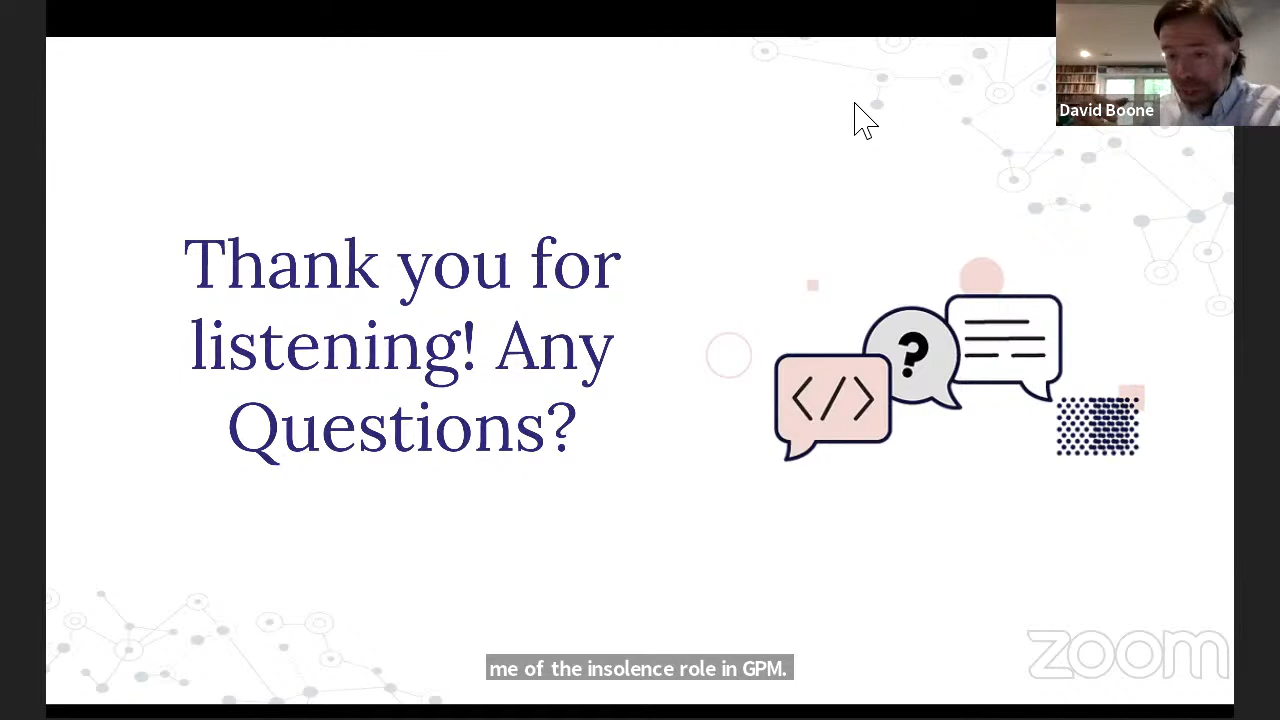 David Boone
Thank you for
listening! Any
Questions?
?
</>
me of the insolence role in GPM.
zoom